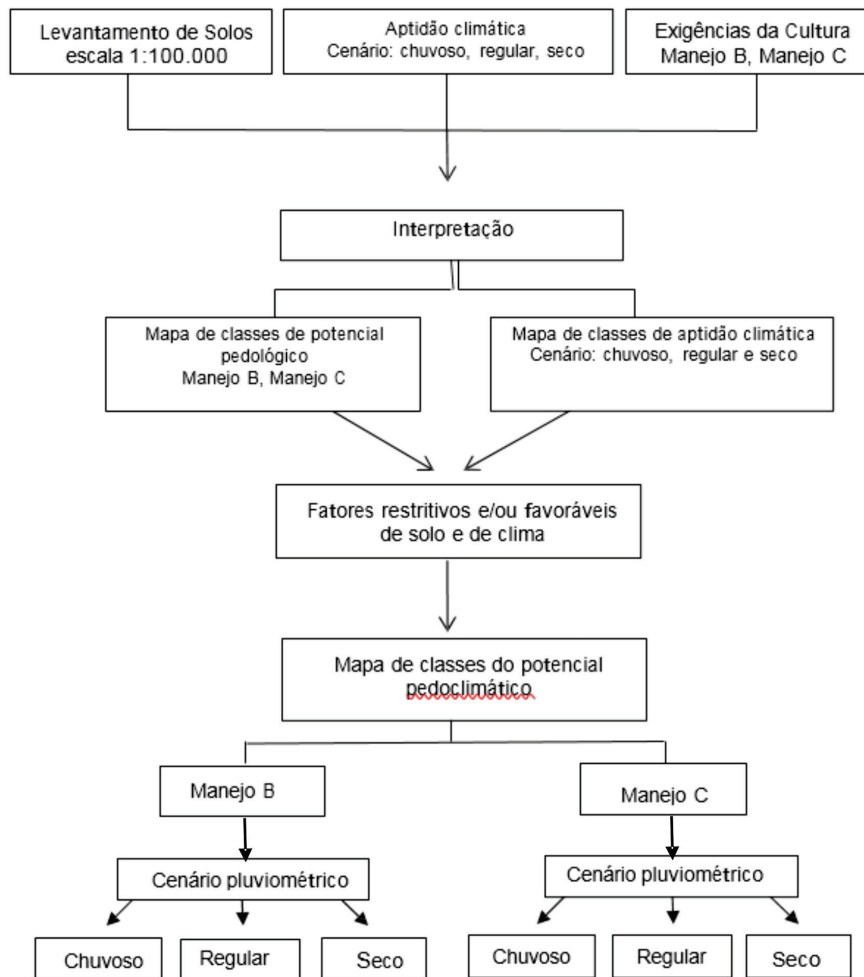 Levantamento de Solos
escala 1:100.000
Aptidão climática
Cenário: chuvoso, regular, seco
Exigências da Cultura
Manejo B, Manejo C
Interpretação
Mapa de classes de potencial
pedológico
Manejo B, Manejo C
Mapa de classes de aptidão climática
Cenário: chuvoso, regular e seco
Fatores restritivos e/ou favoráveis
de solo e de clima
Mapa de classes do potencial
pedoclimático
Manejo B
Manejo C
Cenário pluviométrico
Cenário pluviométrico
Chuvoso
Regular
Seco
Chuvoso
Regular
Seco